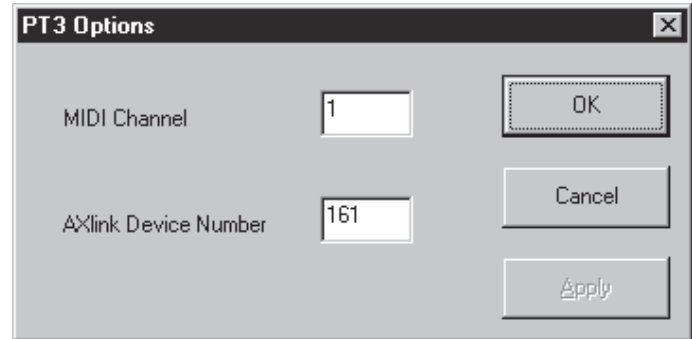 PT3 Options
MIDI Channel 1 OK
AXlink Device Number 161 Cancel
Apply